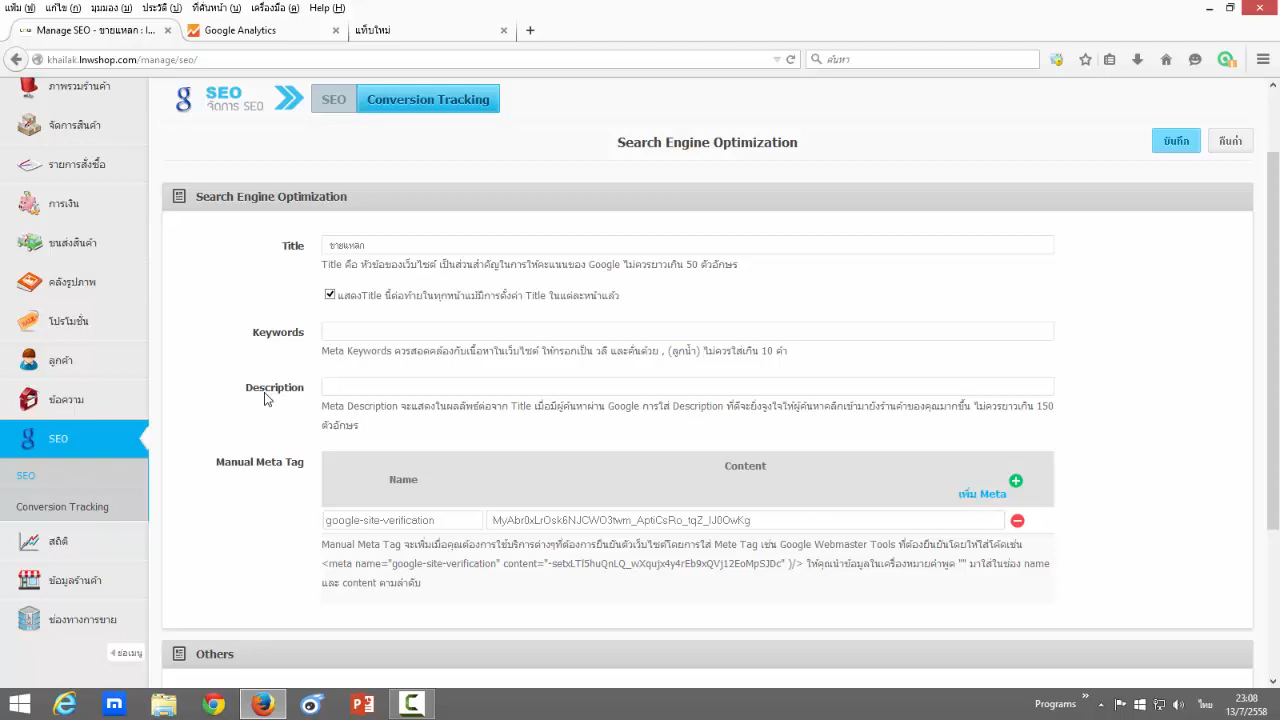 แฟ้ม (ฟ) แก้ไข (ก) มุมมอง (ม) ประวัติ (ป) ที่คั่นหน้า (น) เครื่องมือ (ค) Help (H)
Manage SEO - ขายแหลก : l...
Google Analytics
แท็บใหม่
khailak.lnwshop.com/manage/seo/
ค้นหา
ภาพรวมร้านค้า
จัดการสินค้า
รายการสั่งซื้อ
การเงิน
ขนส่งสินค้า
คลังรูปภาพ
โปรโมชั่น
ลูกค้า
ข้อความ
SEO
SEO
Conversion Tracking
สถิติ
ข้อมูลร้านค้า
ช่องทางการขาย
ย่อเมนู
SEO
จัดการ SEO
SEO
Conversion Tracking
Search Engine Optimization
บันทึก
คืนค่า
Search Engine Optimization
Title
ขายแหลก
Title คือ หัวข้อของเว็บไซต์ เป็นส่วนสำคัญในการให้คะแนนของ Google ไม่ควรยาวเกิน 50 ตัวอักษร
แสดงTitle นี้ต่อท้ายในทุกหน้าแม้มีการตั้งค่า Title ในแต่ละหน้าแล้ว
Keywords
Meta Keywords ควรสอดคล้องกับเนื้อหาในเว็บไซต์ ให้กรอกเป็น วลี และคั่นด้วย , (ลูกน้ำ) ไม่ควรใส่เกิน 10 คำ
Description
Meta Description จะแสดงในผลลัพธ์ต่อจาก Title เมื่อมีผู้ค้นหาผ่าน Google การใส่ Description ที่ดีจะยิ่งจูงใจให้ผู้ค้นหาคลิกเข้ามายังร้านค้าของคุณมากขึ้น ไม่ควรยาวเกิน 150
ตัวอักษร
Manual Meta Tag
Name
Content
เพิ่ม Meta
google-site-verification
MyAbr0xLrOsk6NJCWO3twm_AptiCsRo_tqZ_lJ0OwKg
Manual Meta Tag จะเพิ่มเมื่อคุณต้องการใช้บริการต่างๆที่ต้องการยืนยันตัวเว็บไซต์โดยการใส่ Meta Tag เช่น Google Webmaster Tools ที่ต้องยืนยันโดยให้ใส่โค้ดเช่น
<meta name="google-site-verification" content="-setxLTl5huQnLQ_wXqujx4y4rEb9xQVj12EoMpSJDc" )/> ให้คุณนำข้อมูลในเครื่องหมายคำพูด "" มาใส่ในช่อง name
และ content ตามลำดับ
Others
Programs
ไทย
23:08
13/7/2558